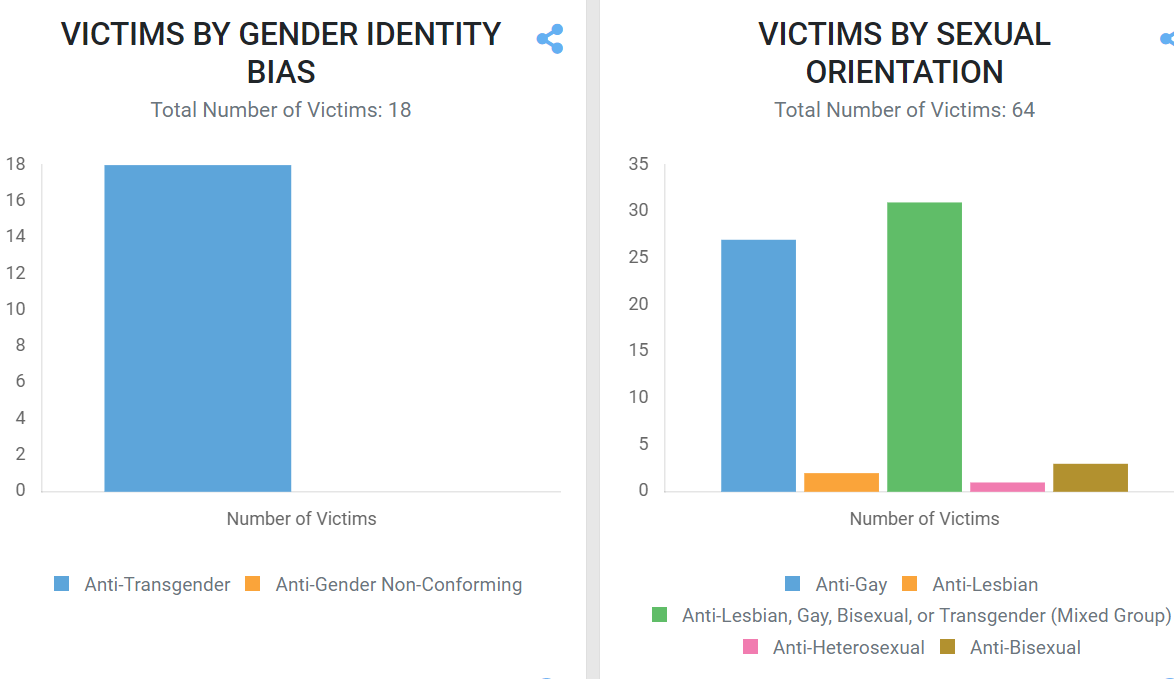 VICTIMS BY GENDER IDENTITY
BIAS
Total Number of Victims: 18
18
16
14
12
10
8
6
4
2
0
Number of Victims
Anti-Transgender Anti-Gender Non-Conforming
VICTIMS BY SEXUAL
ORIENTATION
Total Number of Victims: 64
35
30
25
20
15
10
5
0
Number of Victims
Anti-Gay Anti-Lesbian
Anti-Lesbian, Gay, Bisexual, or Transgender (Mixed Group)
Anti-Heterosexual Anti-Bisexual